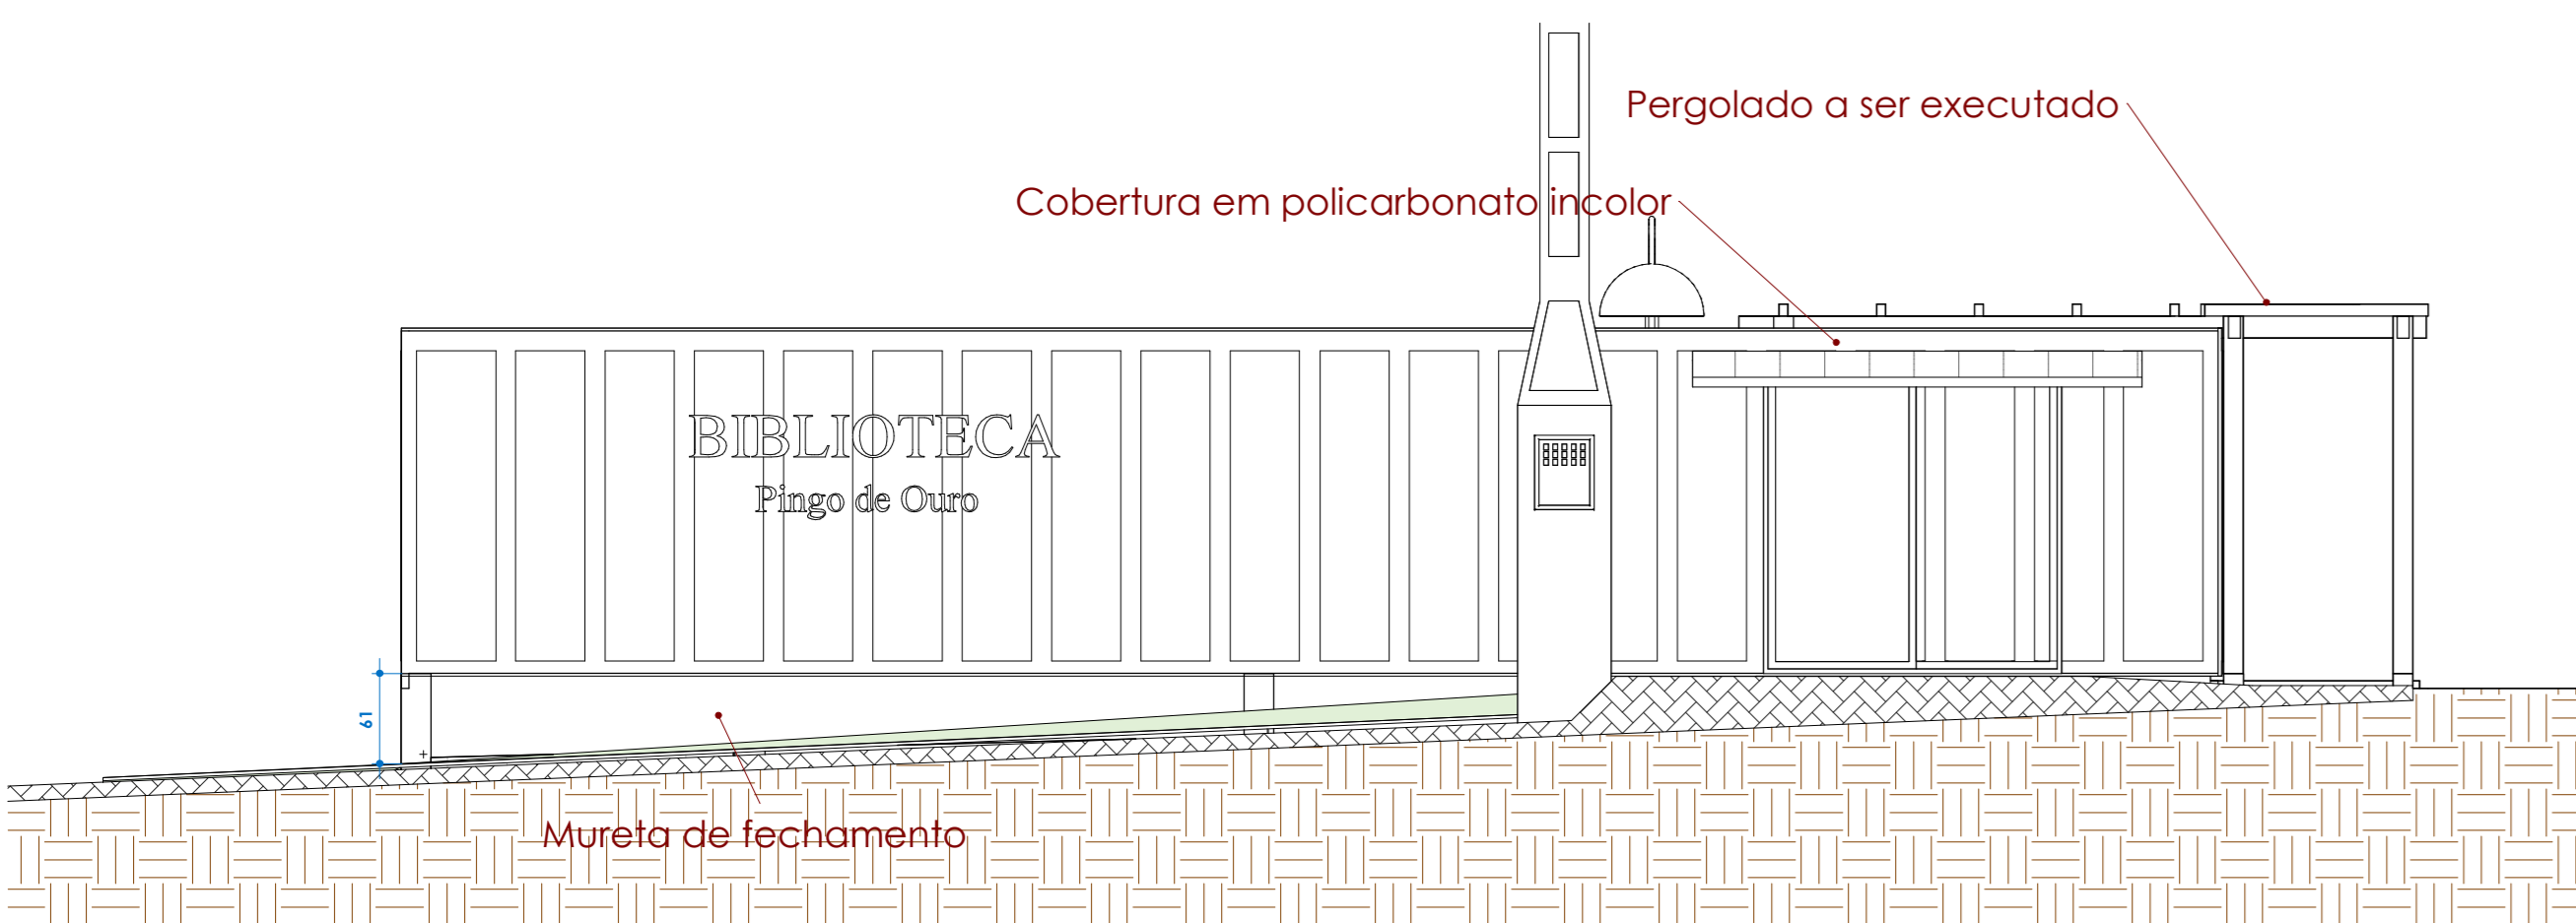 Pergolado a ser executado
Cobertura em policarbonato incolor
BIBLIOTECA
Pingo de Ouro
61
Mureta de fechamento